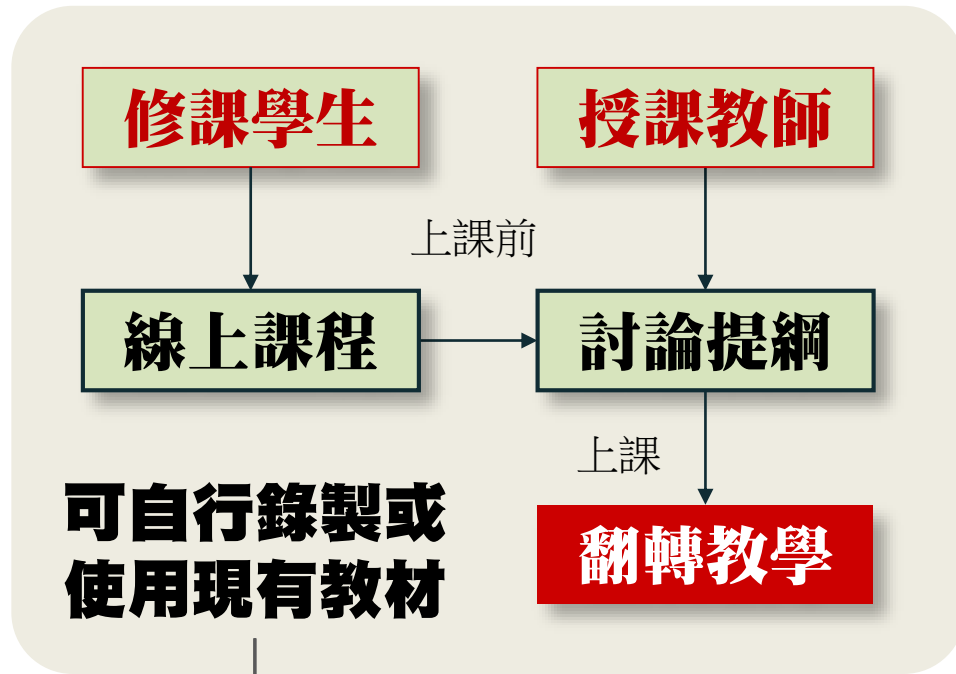 修課學生
授課教師
上課前
線上課程
討論提綱
上課
可自行錄製或
使用現有教材
翻轉教學